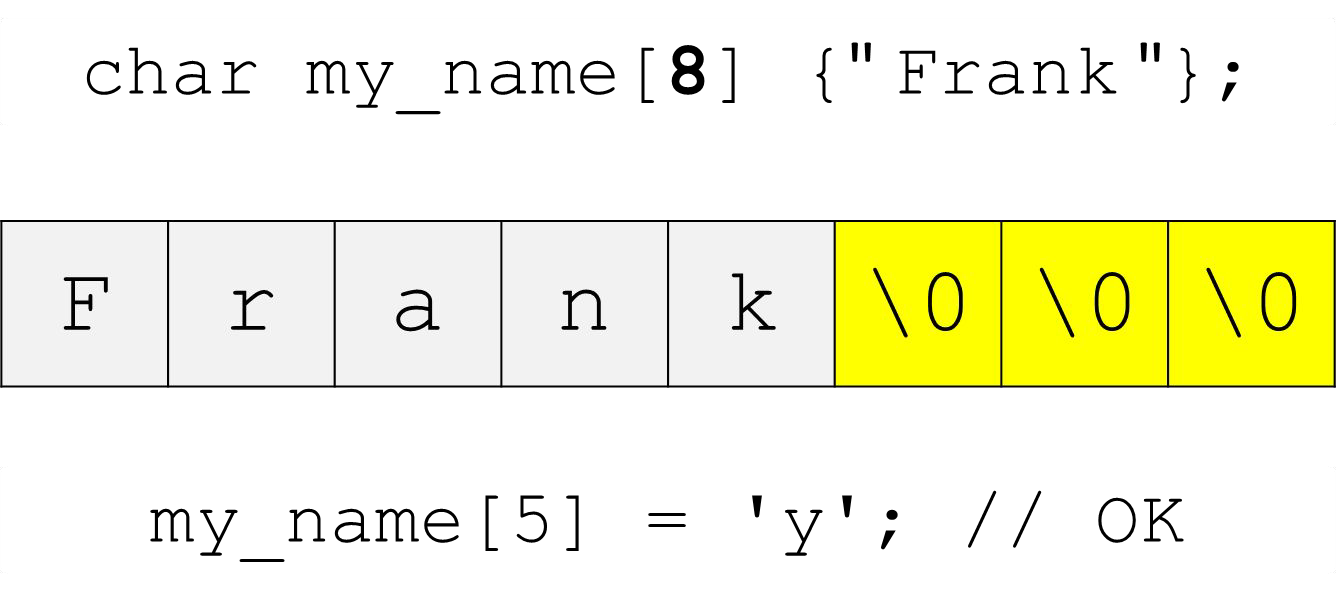 char my_name[8] {"Frank"};
F r a n k \0 \0 \0
my_name[5] = 'y'; // OK